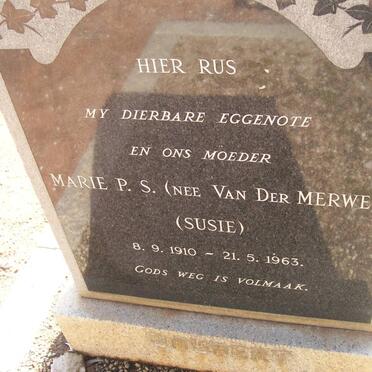 HIER RUS
MY DIERBARE EGGENOTE
EN ONS MOEDER
MARIE P. S. (NEE VAN DER MERWE
(SUSIE)
8. 9. 1910 – 21. 5. 1963.
GODS WEG IS VOLMAAK.